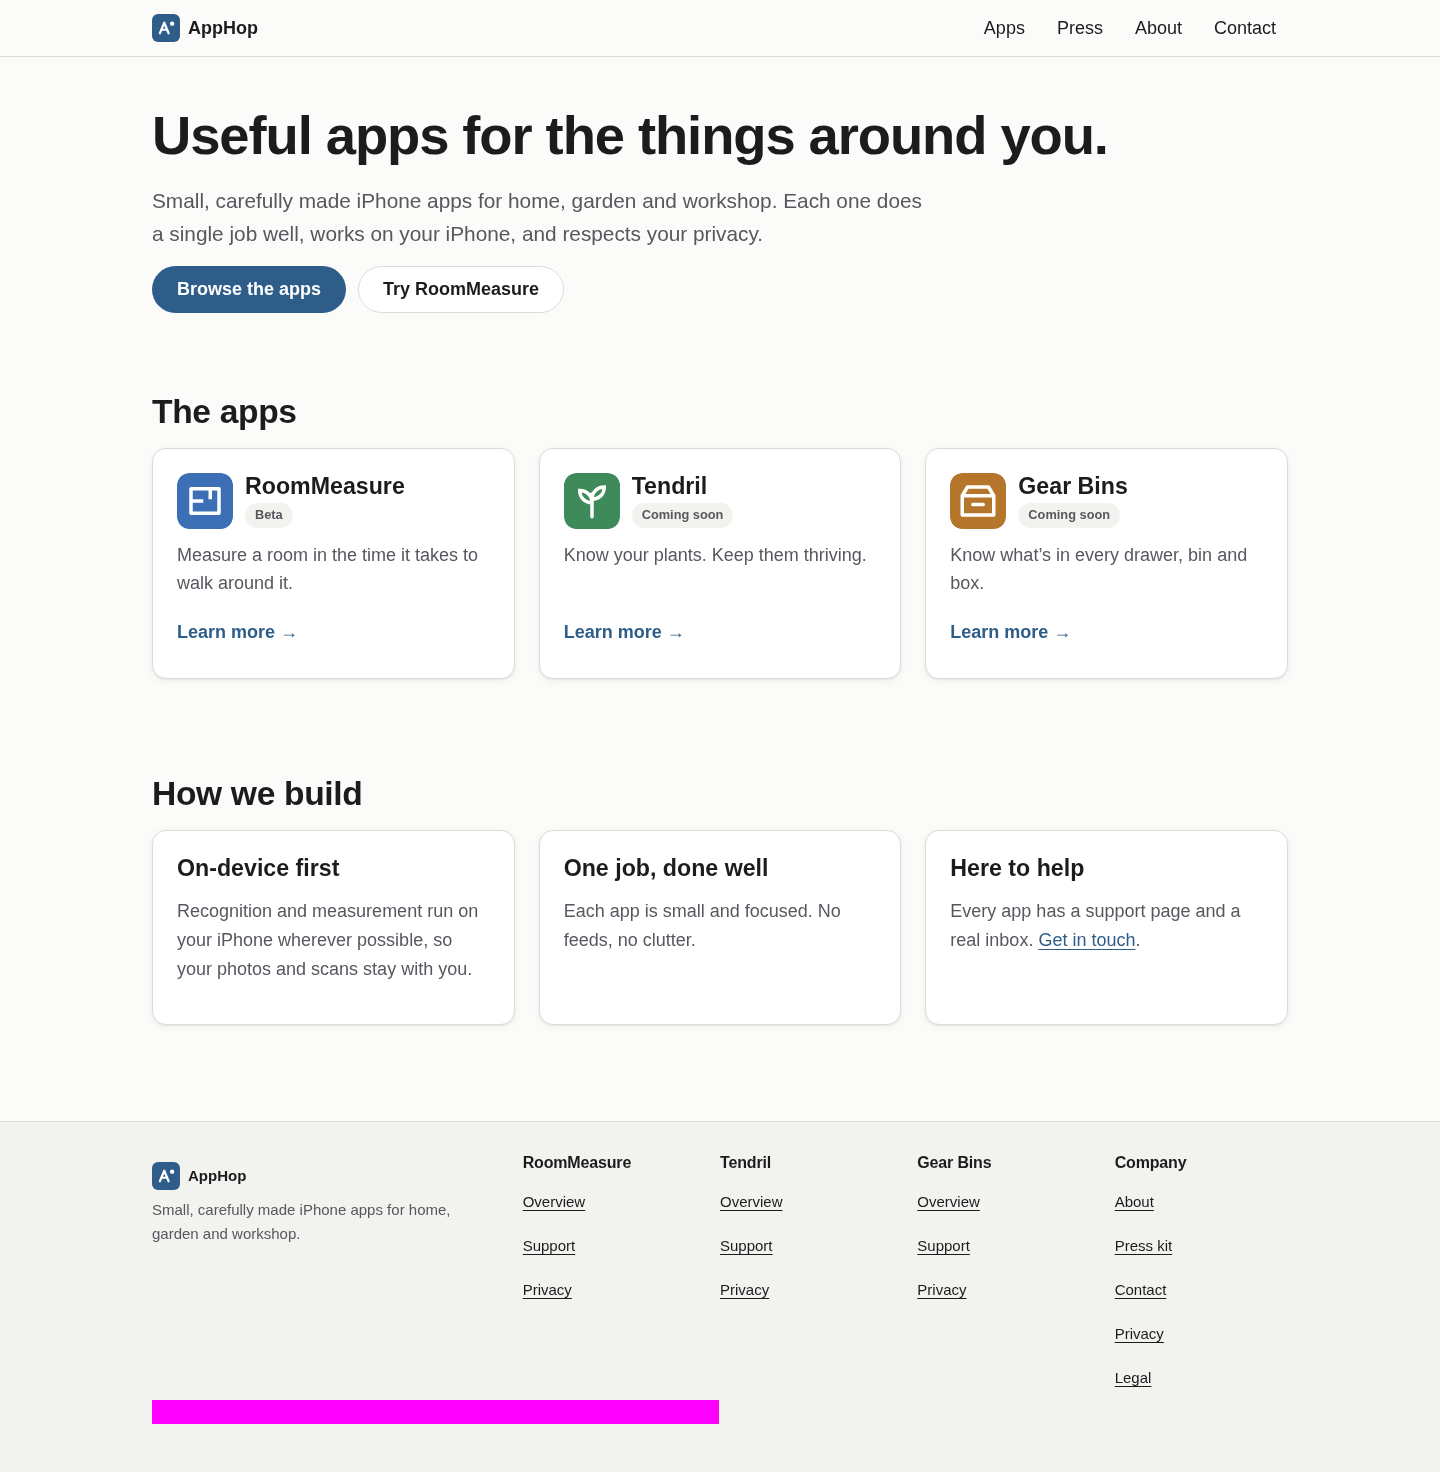 AppHop
Apps
Press
About
Contact
Useful apps for the things around you.
Small, carefully made iPhone apps for home, garden and workshop. Each one does
a single job well, works on your iPhone, and respects your privacy.
Browse the apps
Try RoomMeasure
The apps
RoomMeasure
Beta
Measure a room in the time it takes to
walk around it.
Learn more →
Tendril
Coming soon
Know your plants. Keep them thriving.
Learn more →
Gear Bins
Coming soon
Know what’s in every drawer, bin and
box.
Learn more →
How we build
On-device first
Recognition and measurement run on
your iPhone wherever possible, so
your photos and scans stay with you.
One job, done well
Each app is small and focused. No
feeds, no clutter.
Here to help
Every app has a support page and a
real inbox. Get in touch.
AppHop
Small, carefully made iPhone apps for home,
garden and workshop.
RoomMeasure
Overview
Support
Privacy
Tendril
Overview
Support
Privacy
Gear Bins
Overview
Support
Privacy
Company
About
Press kit
Contact
Privacy
Legal